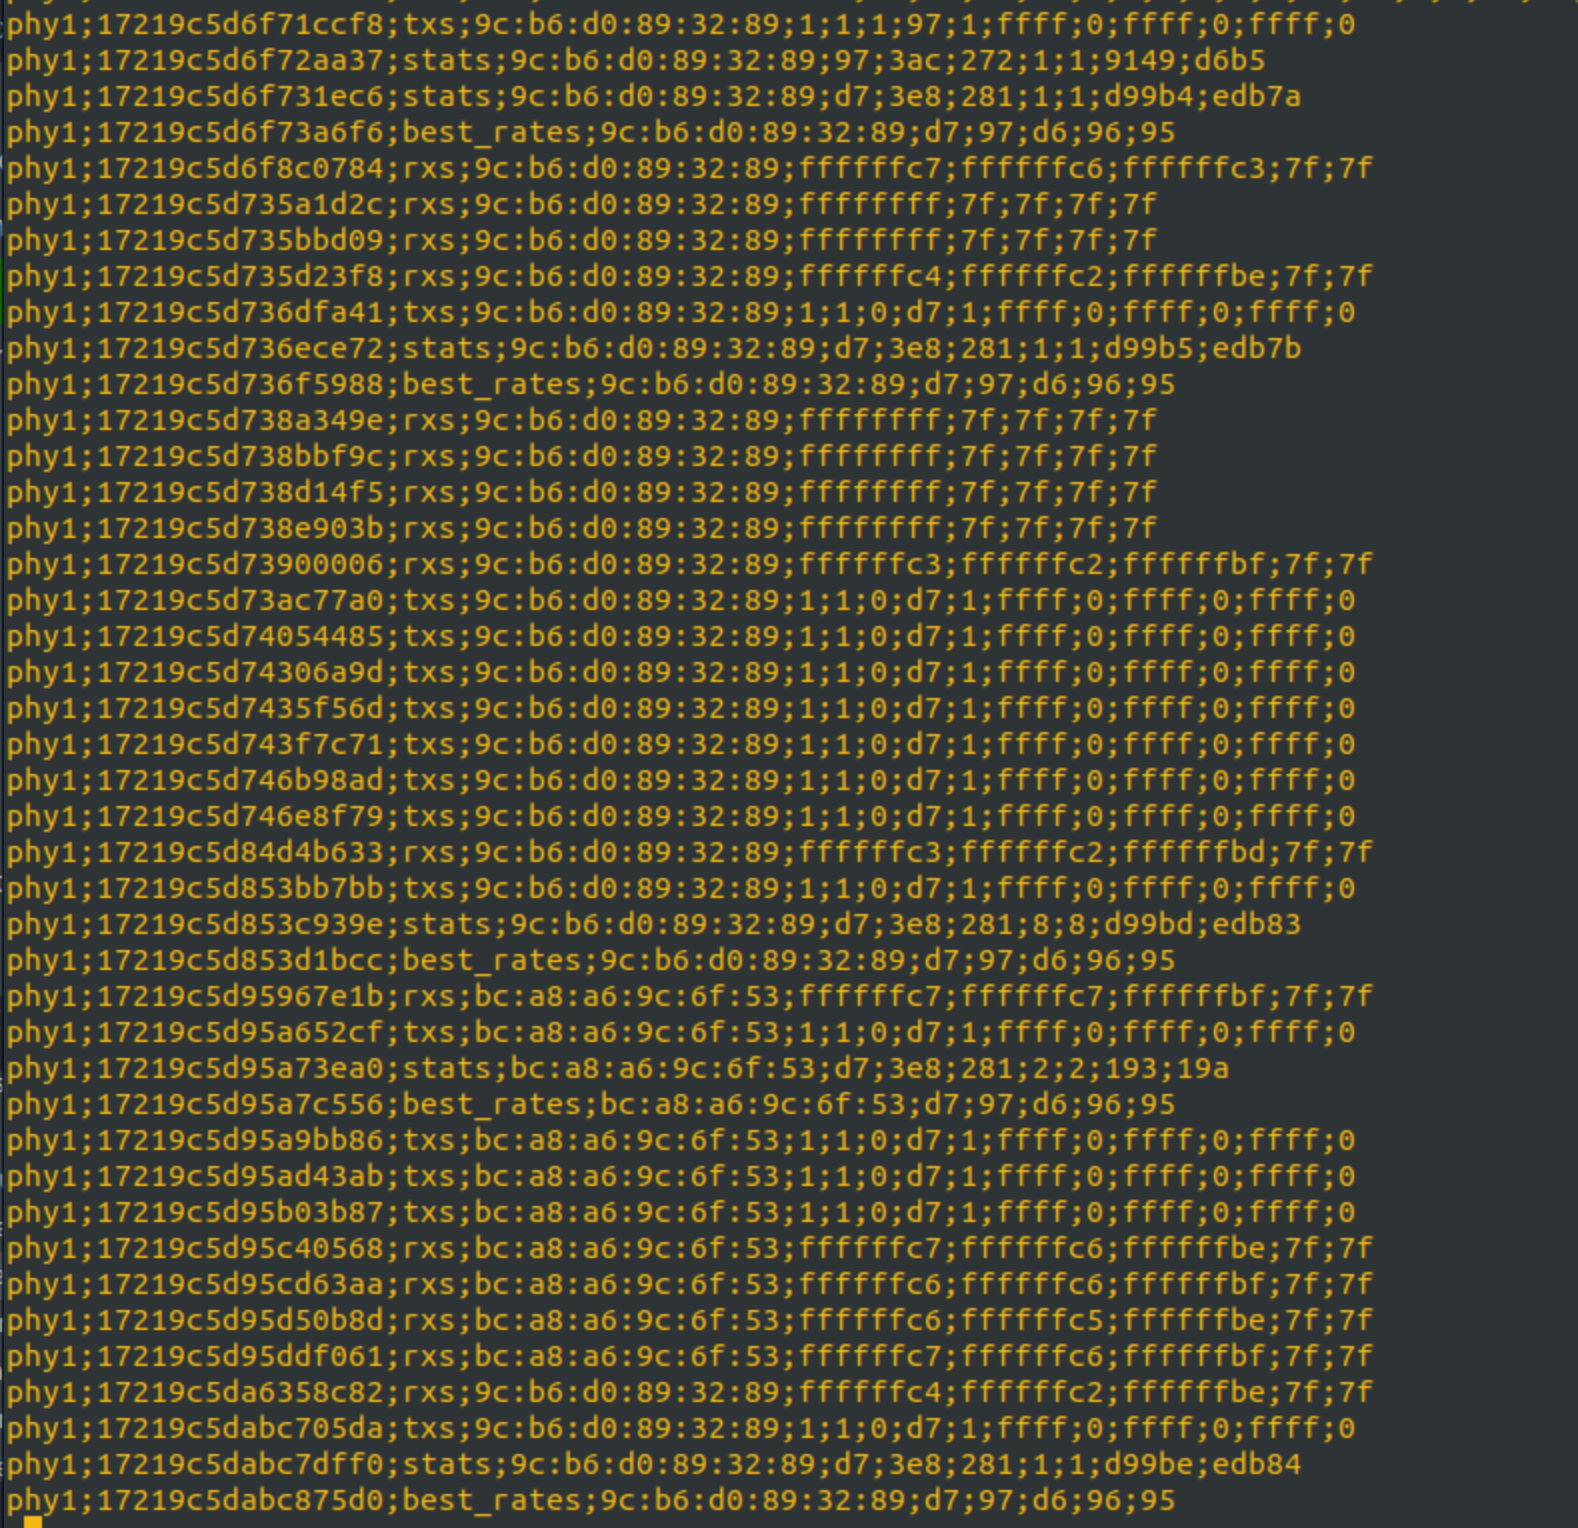 phy1;17219c5d6f71ccf8;txs;9c:b6:d0:89:32:89;1;1;1;97;1;ffff;0;ffff;0;ffff;0
phy1;17219c5d6f72aa37;stats;9c:b6:d0:89:32:89;97;3ac;272;1;1;9149;d6b5
phy1;17219c5d6f731ec6;stats;9c:b6:d0:89:32:89;d7;3e8;281;1;1;d99b4;edb7a
phy1;17219c5d6f73a6f6;best_rates;9c:b6:d0:89:32:89;d7;97;d6;96;95
phy1;17219c5d6f8c0784;rxs;9c:b6:d0:89:32:89;ffffffc7;ffffffc6;ffffffc3;7f;7f
phy1;17219c5d735a1d2c;rxs;9c:b6:d0:89:32:89;ffffffff;7f;7f;7f;7f
phy1;17219c5d735bbd09;rxs;9c:b6:d0:89:32:89;ffffffff;7f;7f;7f;7f
phy1;17219c5d735d23f8;rxs;9c:b6:d0:89:32:89;ffffffc4;ffffffc2;ffffffbe;7f;7f
phy1;17219c5d736dfa41;txs;9c:b6:d0:89:32:89;1;1;0;d7;1;ffff;0;ffff;0;ffff;0
phy1;17219c5d736ece72;stats;9c:b6:d0:89:32:89;d7;3e8;281;1;1;d99b5;edb7b
phy1;17219c5d736f5988;best_rates;9c:b6:d0:89:32:89;d7;97;d6;96;95
phy1;17219c5d738a349e;rxs;9c:b6:d0:89:32:89;ffffffff;7f;7f;7f;7f
phy1;17219c5d738bbf9c;rxs;9c:b6:d0:89:32:89;ffffffff;7f;7f;7f;7f
phy1;17219c5d738d14f5;rxs;9c:b6:d0:89:32:89;ffffffff;7f;7f;7f;7f
phy1;17219c5d738e903b;rxs;9c:b6:d0:89:32:89;ffffffff;7f;7f;7f;7f
phy1;17219c5d73900006;rxs;9c:b6:d0:89:32:89;ffffffc3;ffffffc2;ffffffbf;7f;7f
phy1;17219c5d73ac77a0;txs;9c:b6:d0:89:32:89;1;1;0;d7;1;ffff;0;ffff;0;ffff;0
phy1;17219c5d74054485;txs;9c:b6:d0:89:32:89;1;1;0;d7;1;ffff;0;ffff;0;ffff;0
phy1;17219c5d74306a9d;txs;9c:b6:d0:89:32:89;1;1;0;d7;1;ffff;0;ffff;0;ffff;0
phy1;17219c5d7435f56d;txs;9c:b6:d0:89:32:89;1;1;0;d7;1;ffff;0;ffff;0;ffff;0
phy1;17219c5d743f7c71;txs;9c:b6:d0:89:32:89;1;1;0;d7;1;ffff;0;ffff;0;ffff;0
phy1;17219c5d746b98ad;txs;9c:b6:d0:89:32:89;1;1;0;d7;1;ffff;0;ffff;0;ffff;0
phy1;17219c5d746e8f79;txs;9c:b6:d0:89:32:89;1;1;0;d7;1;ffff;0;ffff;0;ffff;0
phy1;17219c5d84d4b633;rxs;9c:b6:d0:89:32:89;ffffffc3;ffffffc2;ffffffbd;7f;7f
phy1;17219c5d853bb7bb;txs;9c:b6:d0:89:32:89;1;1;0;d7;1;ffff;0;ffff;0;ffff;0
phy1;17219c5d853c939e;stats;9c:b6:d0:89:32:89;d7;3e8;281;8;8;d99bd;edb83
phy1;17219c5d853d1bcc;best_rates;9c:b6:d0:89:32:89;d7;97;d6;96;95
phy1;17219c5d95967e1b;rxs;bc:a8:a6:9c:6f:53;ffffffc7;ffffffc7;ffffffbf;7f;7f
phy1;17219c5d95a652cf;txs;bc:a8:a6:9c:6f:53;1;1;0;d7;1;ffff;0;ffff;0;ffff;0
phy1;17219c5d95a73ea0;stats;bc:a8:a6:9c:6f:53;d7;3e8;281;2;2;193;19a
phy1;17219c5d95a7c556;best_rates;bc:a8:a6:9c:6f:53;d7;97;d6;96;95
phy1;17219c5d95a9bb86;txs;bc:a8:a6:9c:6f:53;1;1;0;d7;1;ffff;0;ffff;0;ffff;0
phy1;17219c5d95ad43ab;txs;bc:a8:a6:9c:6f:53;1;1;0;d7;1;ffff;0;ffff;0;ffff;0
phy1;17219c5d95b03b87;txs;bc:a8:a6:9c:6f:53;1;1;0;d7;1;ffff;0;ffff;0;ffff;0
phy1;17219c5d95c40568;rxs;bc:a8:a6:9c:6f:53;ffffffc7;ffffffc6;ffffffbe;7f;7f
phy1;17219c5d95cd63aa;rxs;bc:a8:a6:9c:6f:53;ffffffc6;ffffffc6;ffffffbf;7f;7f
phy1;17219c5d95d50b8d;rxs;bc:a8:a6:9c:6f:53;ffffffc6;ffffffc5;ffffffbe;7f;7f
phy1;17219c5d95ddf061;rxs;bc:a8:a6:9c:6f:53;ffffffc7;ffffffc6;ffffffbf;7f;7f
phy1;17219c5da6358c82;rxs;9c:b6:d0:89:32:89;ffffffc4;ffffffc2;ffffffbe;7f;7f
phy1;17219c5dabc705da;txs;9c:b6:d0:89:32:89;1;1;0;d7;1;ffff;0;ffff;0;ffff;0
phy1;17219c5dabc7dff0;stats;9c:b6:d0:89:32:89;d7;3e8;281;1;1;d99be;edb84
phy1;17219c5dabc875d0;best_rates;9c:b6:d0:89:32:89;d7;97;d6;96;95